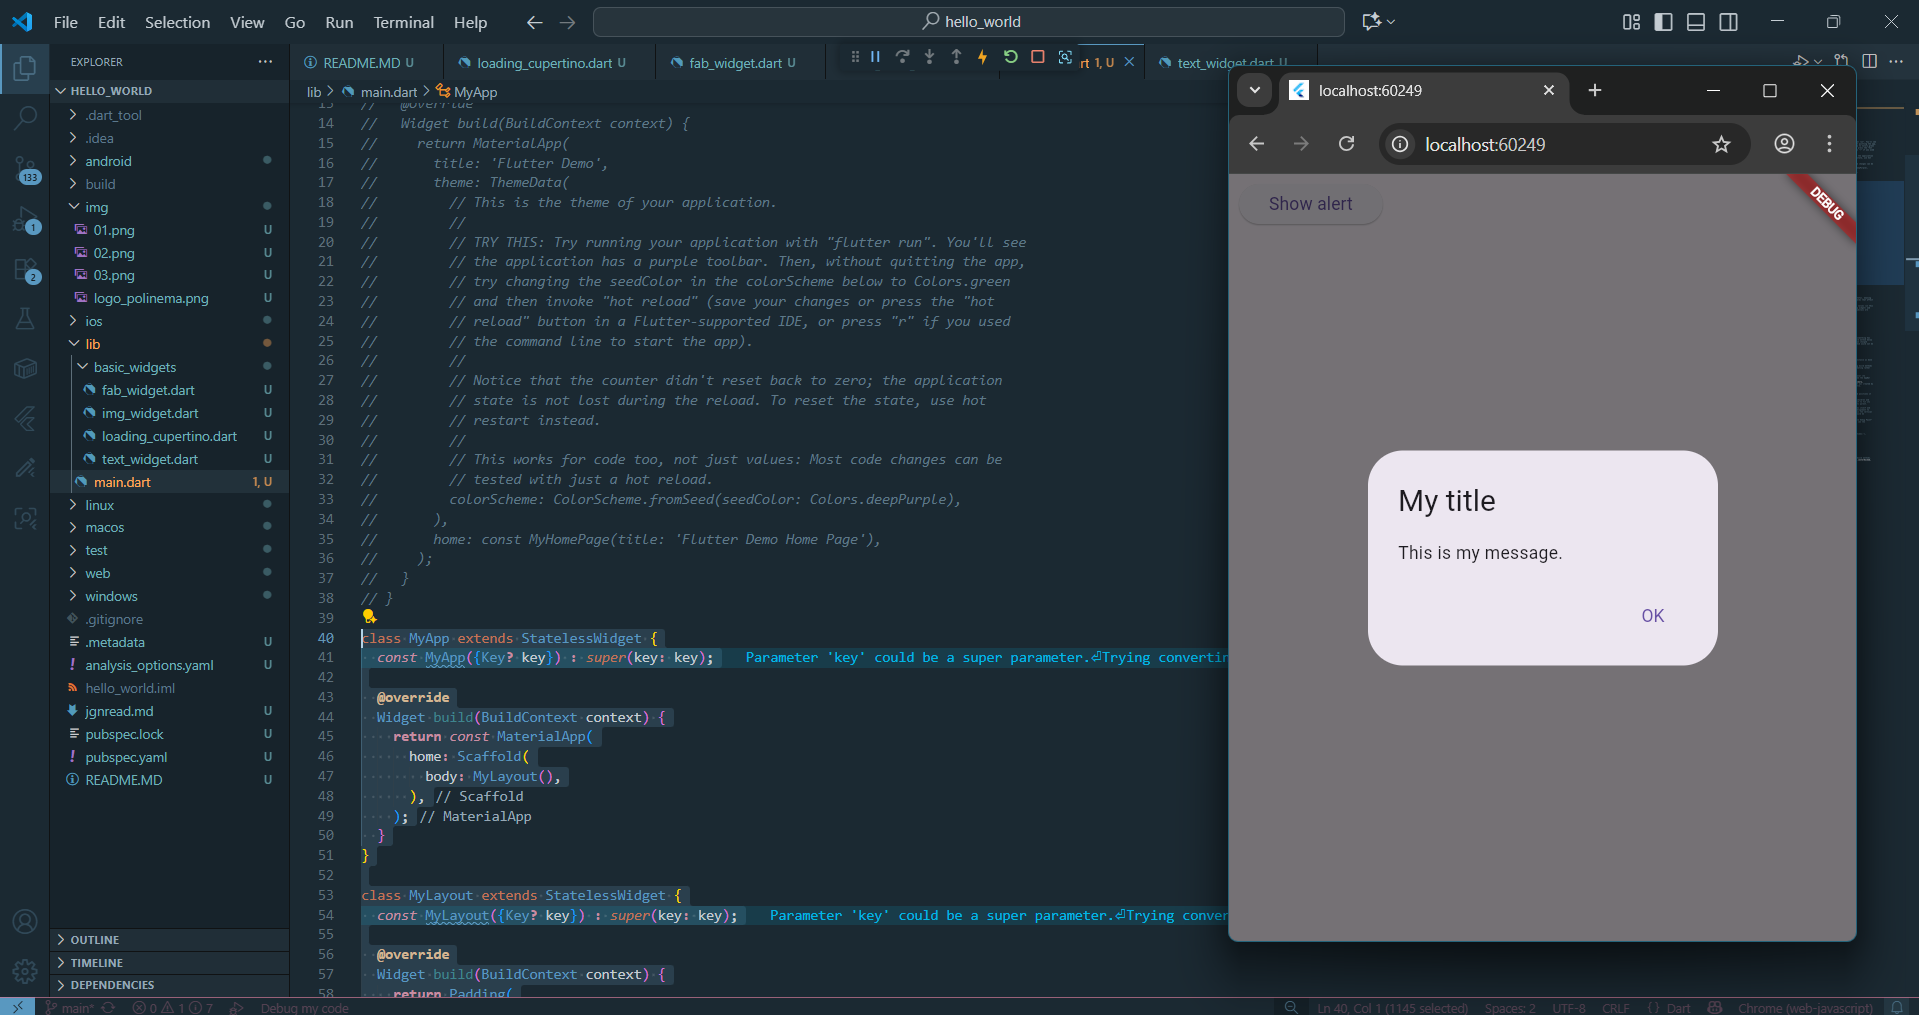 File Edit Selection View Go Run Terminal Help
hello_world
EXPLORER
README.MD U
loading_cupertino.dart U
fab_widget.dart U
rt 1, U
text_widget.dart U
HELLO_WORLD
lib > main.dart > MyApp
.dart_tool
.idea
android
build
img
01.png U
02.png U
03.png U
logo_polinema.png U
ios
lib
basic_widgets
fab_widget.dart U
img_widget.dart U
loading_cupertino.dart U
text_widget.dart U
main.dart 1, U
linux
macos
test
web
windows
.gitignore
.metadata U
analysis_options.yaml U
hello_world.iml
jgnread.md U
pubspec.lock U
pubspec.yaml U
README.MD U
OUTLINE
TIMELINE
DEPENDENCIES
133
1
2
13 // @override
14 // Widget build(BuildContext context) {
15 // return MaterialApp(
16 // title: 'Flutter Demo',
17 // theme: ThemeData(
18 // // This is the theme of your application.
19 // //
20 // // TRY THIS: Try running your application with "flutter run". You'll see
21 // // the application has a purple toolbar. Then, without quitting the app,
22 // // try changing the seedColor in the colorScheme below to Colors.green
23 // // and then invoke "hot reload" (save your changes or press the "hot
24 // // reload" button in a Flutter-supported IDE, or press "r" if you used
25 // // the command line to start the app).
26 // //
27 // // Notice that the counter didn't reset back to zero; the application
28 // // state is not lost during the reload. To reset the state, use hot
29 // // restart instead.
30 // //
31 // // This works for code too, not just values: Most code changes can be
32 // // tested with just a hot reload.
33 // colorScheme: ColorScheme.fromSeed(seedColor: Colors.deepPurple),
34 // ),
35 // home: const MyHomePage(title: 'Flutter Demo Home Page'),
36 // );
37 // }
38 // }
39
40 class MyApp extends StatelessWidget {
41 const MyApp({Key? key}) : super(key: key); Parameter 'key' could be a super parameter.⏎Trying convertin
42
43 @override
44 Widget build(BuildContext context) {
45 return const MaterialApp(
46 home: Scaffold(
47 body: MyLayout(),
48 ), // Scaffold
49 ); // MaterialApp
50 }
51 }
52
53 class MyLayout extends StatelessWidget {
54 const MyLayout({Key? key}) : super(key: key); Parameter 'key' could be a super parameter.⏎Trying conver
55
56 @override
57 Widget build(BuildContext context) {
58 return Padding(
localhost:60249
localhost:60249
Show alert
DEBUG
My title
This is my message.
OK
main* 0 1 7 Debug my code
Ln 40, Col 1 (1145 selected) Spaces: 2 UTF-8 CRLF {} Dart Chrome (web-javascript)